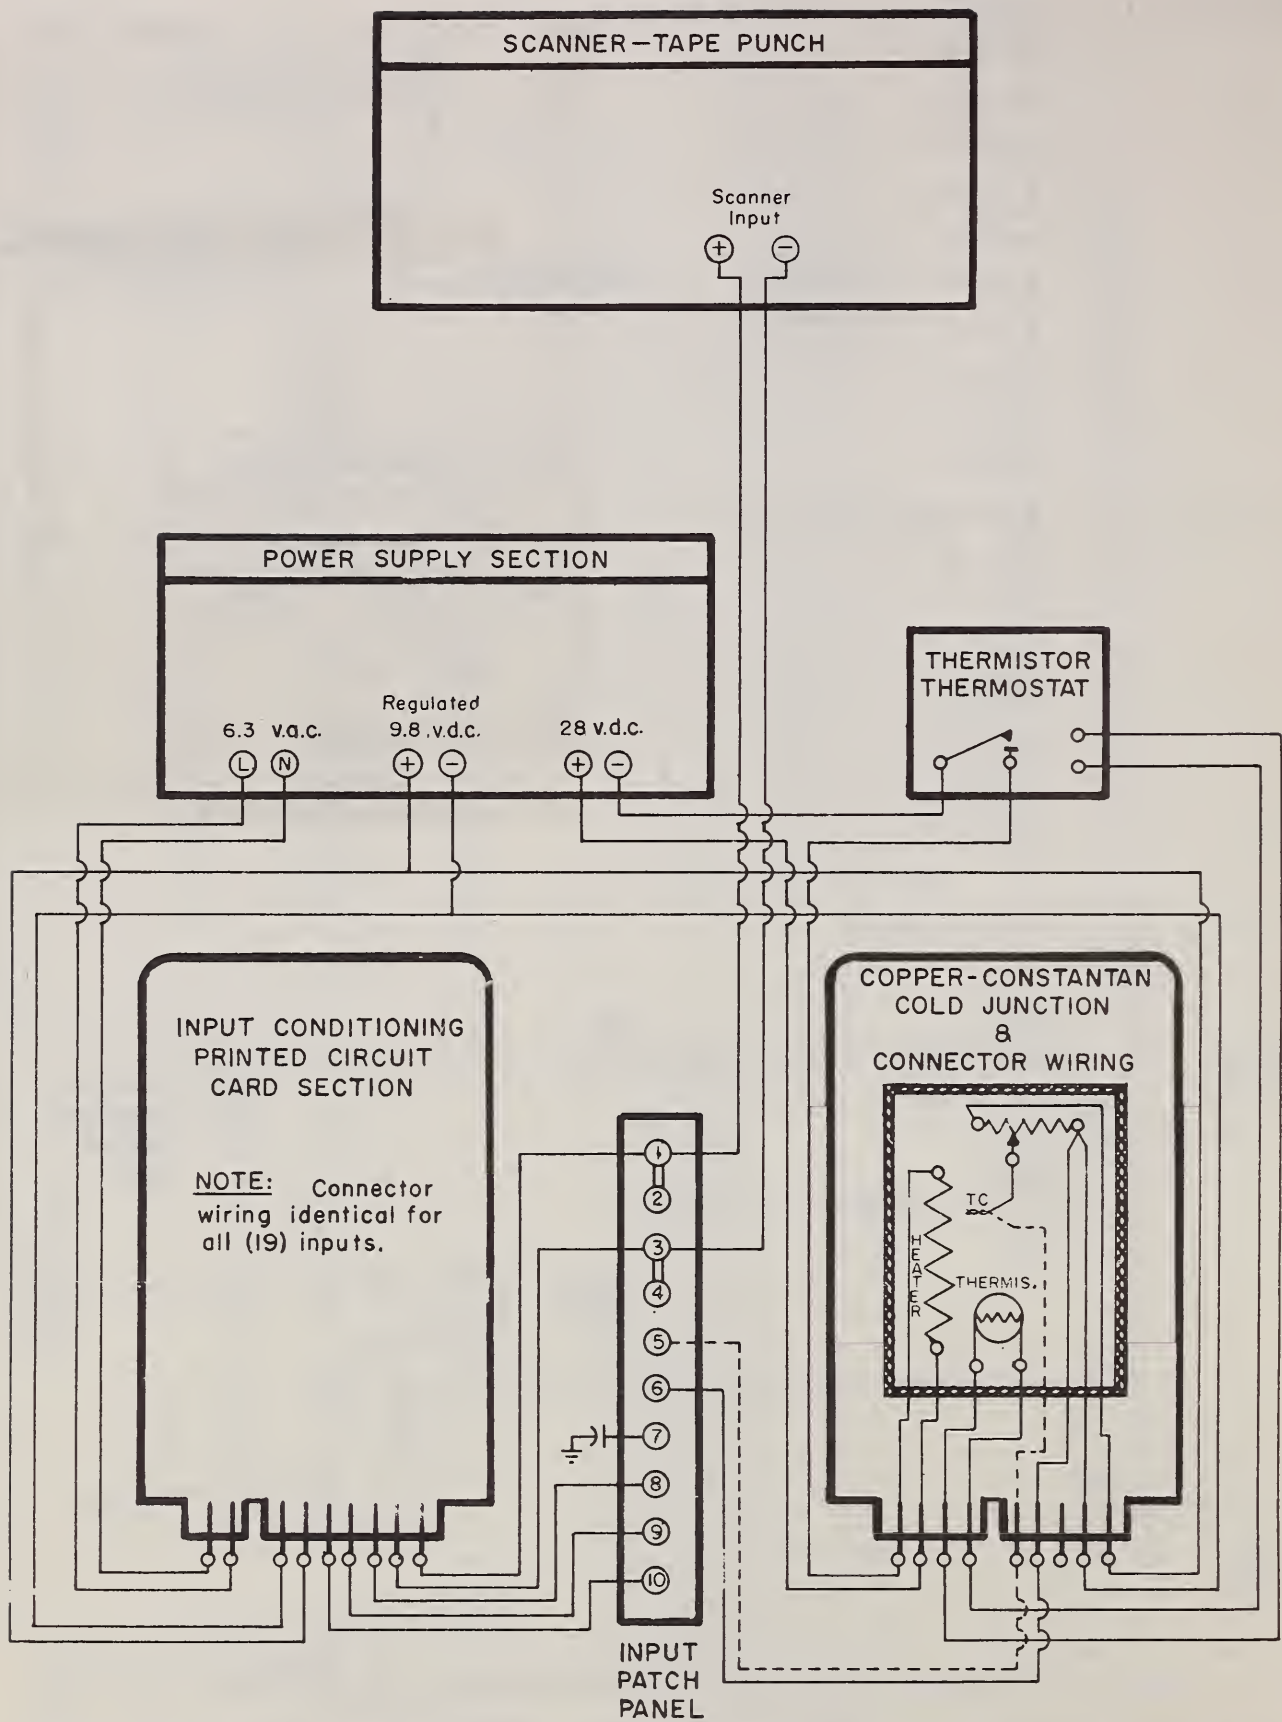 SCANNER-TAPE PUNCH
Scanner
Input
+ -
POWER SUPPLY SECTION
Regulated
6.3 v.a.c. 9.8 .v.d.c. 28 v.d.c.
L N + - + -
THERMISTOR
THERMOSTAT
INPUT CONDITIONING
PRINTED CIRCUIT
CARD SECTION
NOTE: Connector
wiring identical for
all (19) inputs.
1
2
3
4
5
6
7
8
9
10
INPUT
PATCH
PANEL
COPPER-CONSTANTAN
COLD JUNCTION
&
CONNECTOR WIRING
TC
HEATER
THERMIS.